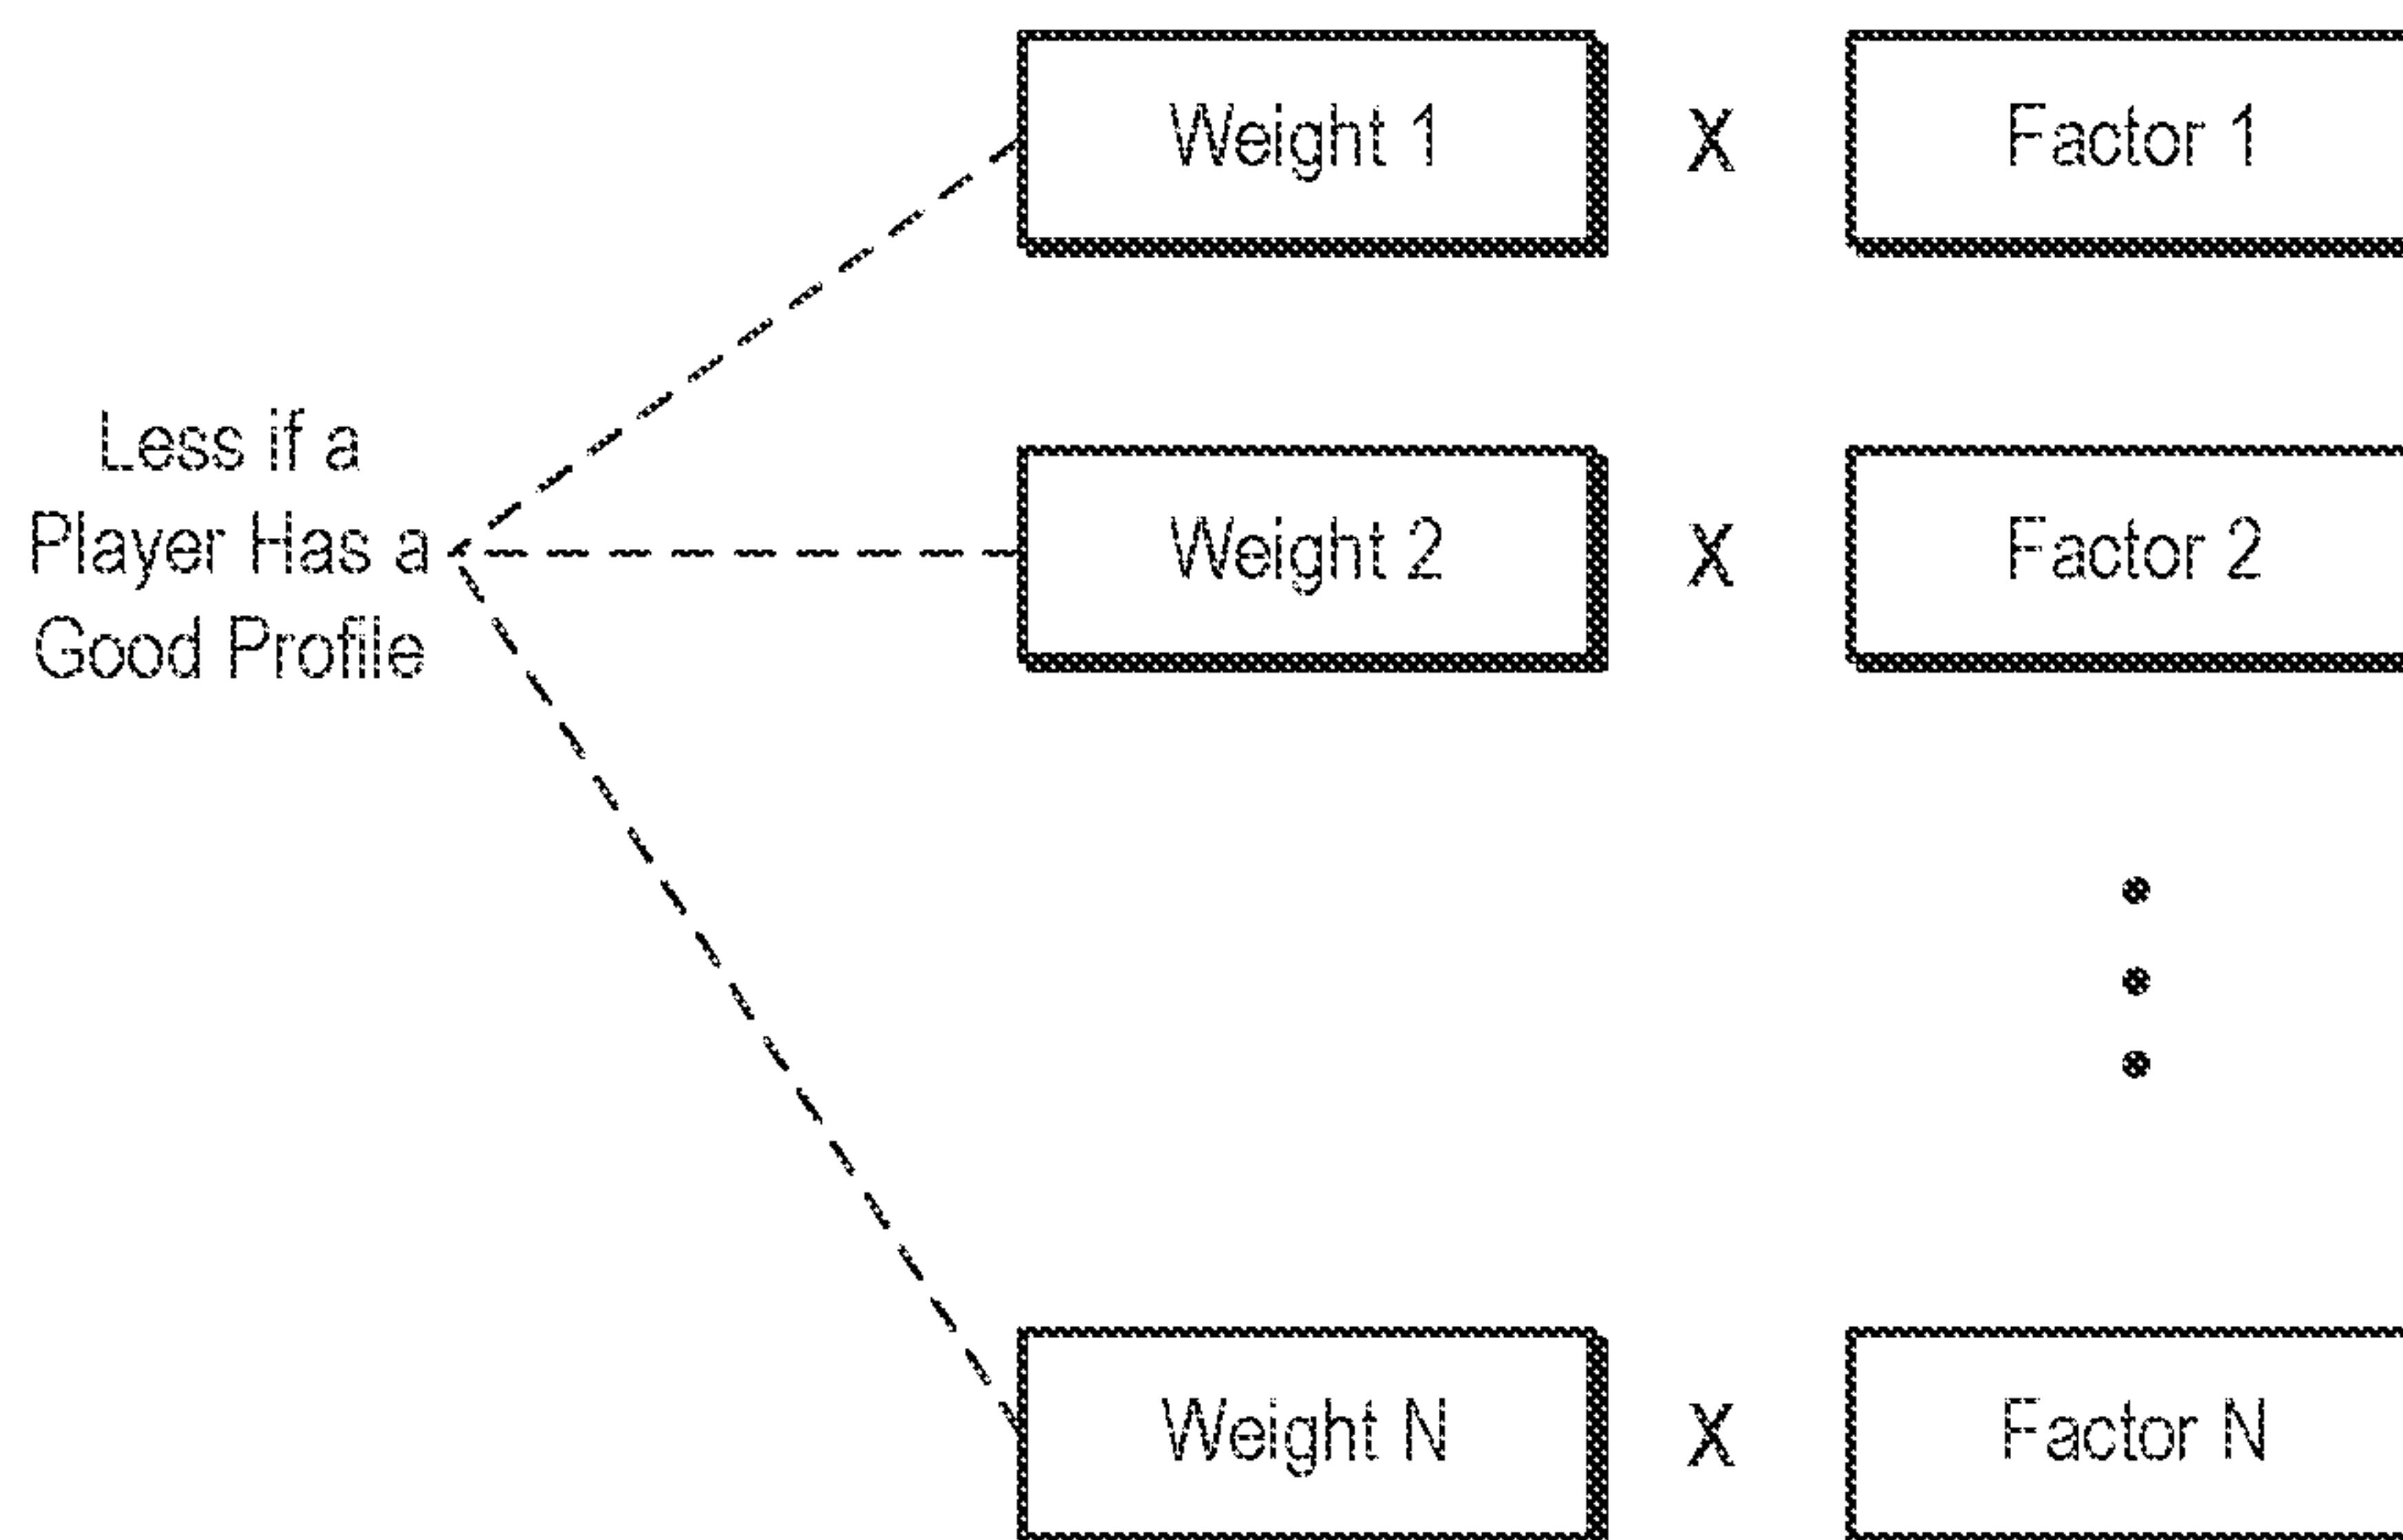 Weight 1 X Factor 1
Less if a
Player Has a
Good Profile
Weight 2 X Factor 2
Weight N X Factor N